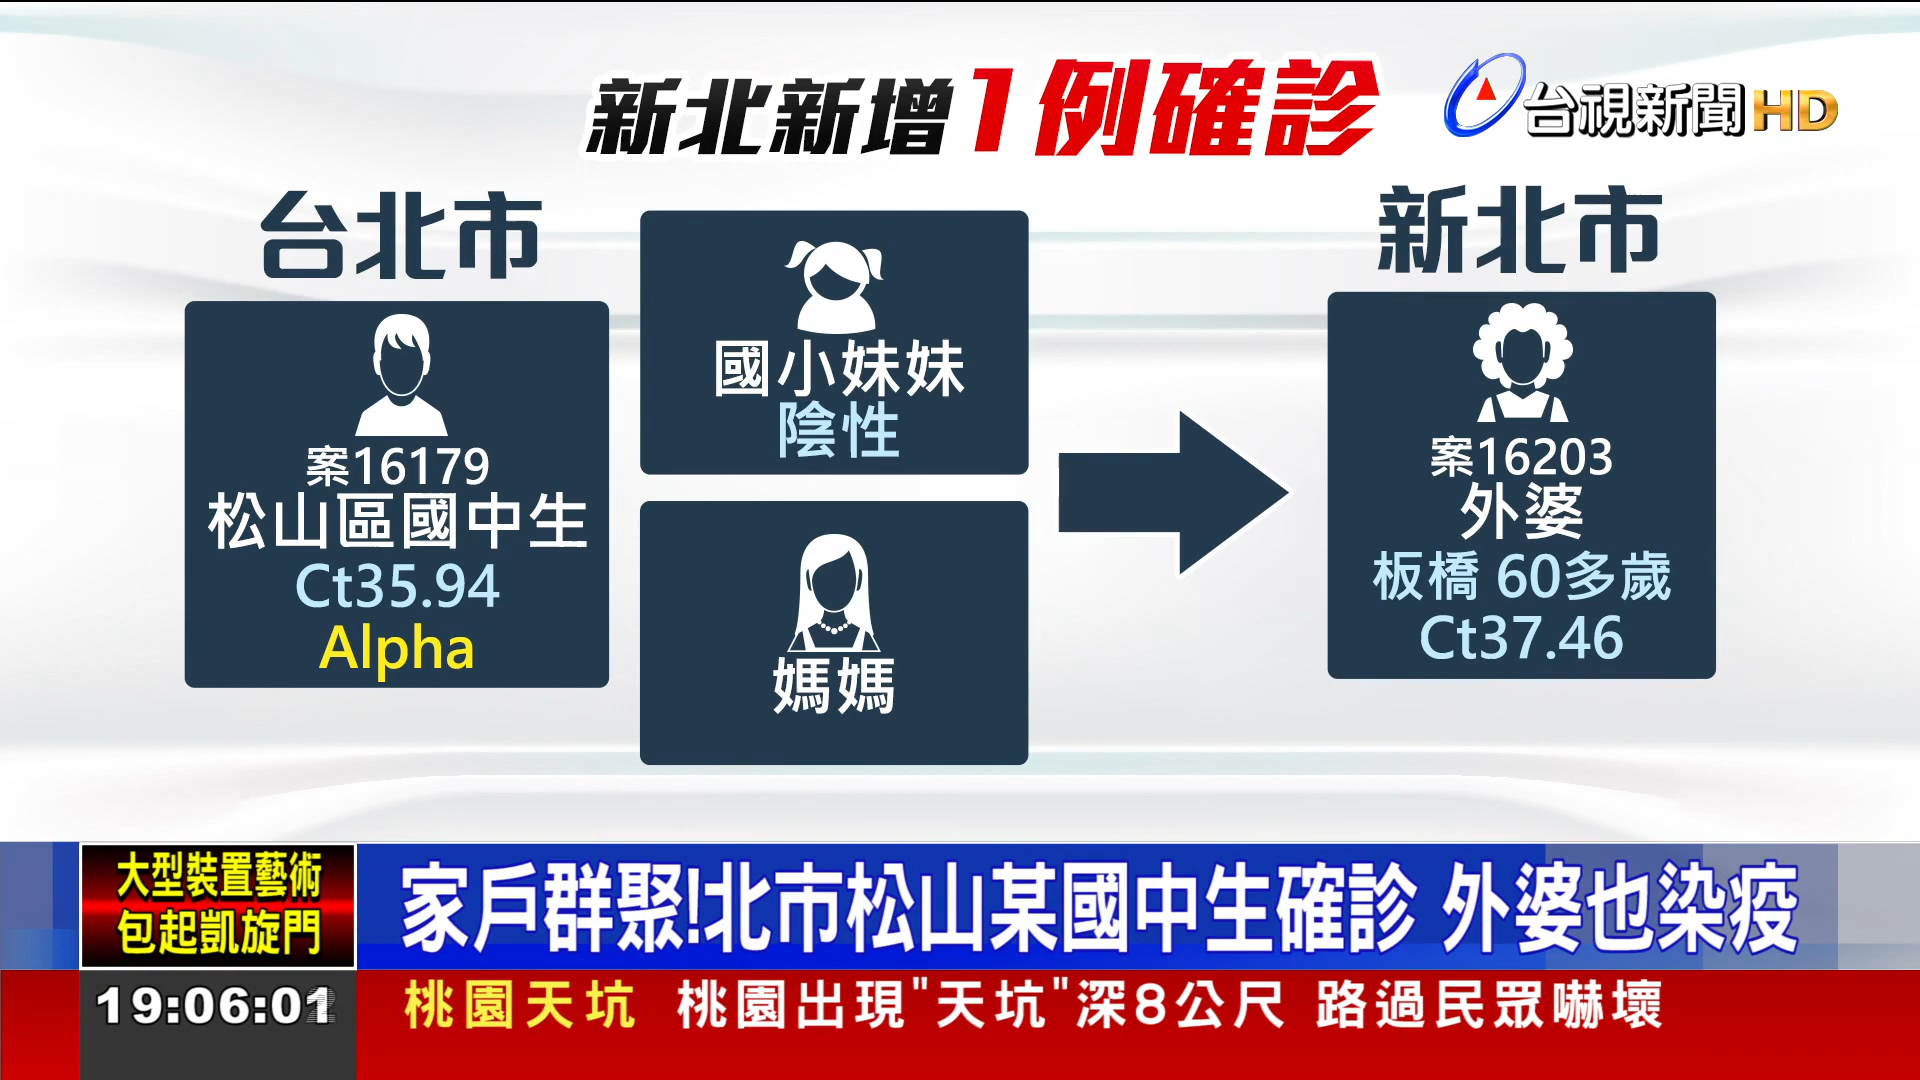 新北新增1例確診
台視新聞HD
台北市
案16179
松山區國中生
Ct35.94
Alpha
國小妹妹
陰性
媽媽
新北市
案16203
外婆
板橋 60多歲
Ct37.46
大型裝置藝術
包起凱旋門
家戶群聚!北市松山某國中生確診 外婆也染疫
19:06:01
桃園天坑 桃園出現"天坑"深8公尺 路過民眾嚇壞